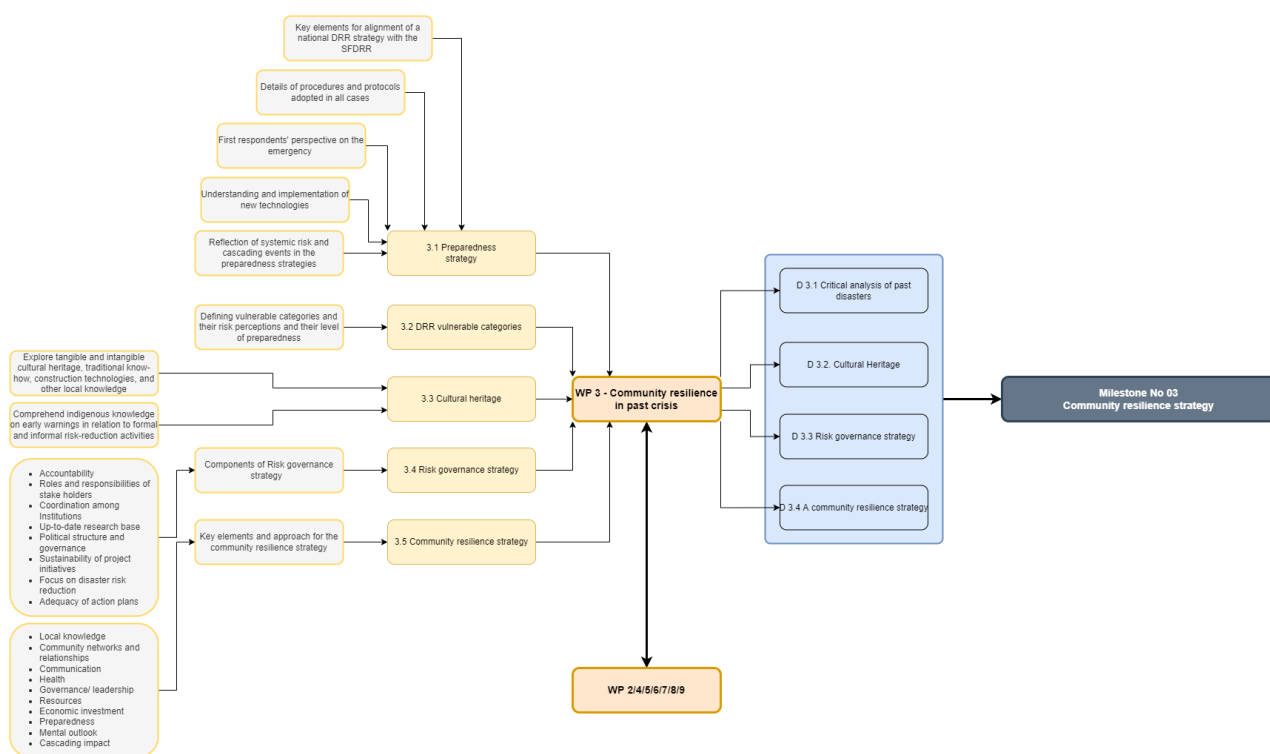 Key elements for alignment of a
national DRR strategy with the
SFDRR
Details of procedures and protocols
adopted in all cases
First respondents' perspective on the
emergency
Understanding and implementation of
new technologies
Reflection of systemic risk and
cascading events in the
preparedness strategies
3.1 Preparedness
strategy
Defining vulnerable categories and
their risk perceptions and their level
of preparedness
3.2 DRR vulnerable categories
Explore tangible and intangible
cultural heritage, traditional know-
how, construction technologies, and
other local knowledge
Comprehend indigenous knowledge
on early warnings in relation to formal
and informal risk-reduction activities
3.3 Cultural heritage
Accountability
Roles and responsibilities of
stake holders
Coordination among
Institutions
Up-to-date research base
Political structure and
governance
Sustainability of project
initiatives
Focus on disaster risk
reduction
Adequacy of action plans
Components of Risk governance
strategy
3.4 Risk governance strategy
Local knowledge
Community networks and
relationships
Communication
Health
Governance/ leadership
Resources
Economic investment
Preparedness
Mental outlook
Cascading impact
Key elements and approach for the
community resilience strategy
3.5 Community resilience strategy
WP 3 - Community resilience
in past crisis
WP 2/4/5/6/7/8/9
D 3.1 Critical analysis of past
disasters
D 3.2. Cultural Heritage
D 3.3 Risk governance strategy
D 3.4 A community resilience strategy
Milestone No 03
Community resilience strategy